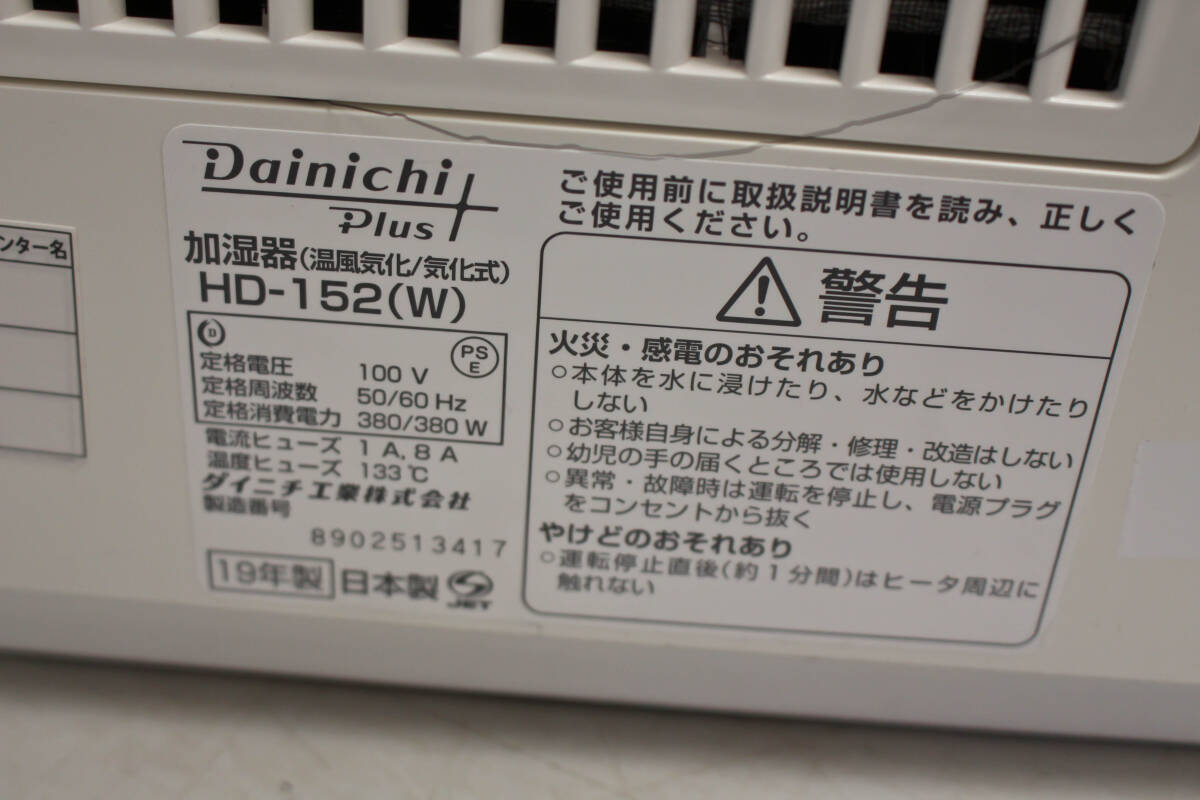 ンター名
Dainichi
Plus
加湿器(温風気化/気化式)
HD-152(W)
D
PS
E
定格電圧 100 V
定格周波数 50/60 Hz
定格消費電力 380/380 W
電流ヒューズ 1 A, 8 A
温度ヒューズ 133℃
ダイニチ工業株式会社
製造番号
8902513417
19年製 日本製 JET
ご使用前に取扱説明書を読み、正しく
ご使用ください。
警告
火災・感電のおそれあり
○本体を水に浸けたり、水などをかけたり
しない
○お客様自身による分解・修理・改造はしない
○幼児の手の届くところでは使用しない
○異常・故障時は運転を停止し、電源プラグ
をコンセントから抜く
やけどのおそれあり
○運転停止直後(約1分間)はヒータ周辺に
触れない